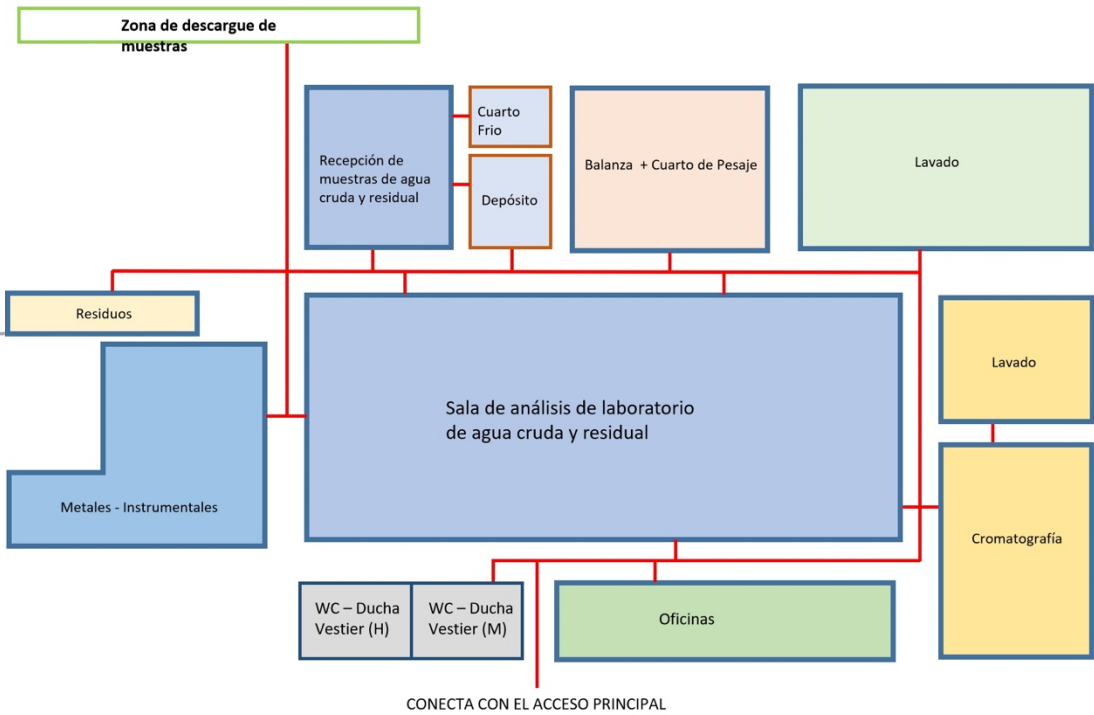 Zona de descargue de
muestras
Cuarto
Frio
Recepción de
muestras de agua
cruda y residual
Depósito
Balanza + Cuarto de Pesaje
Lavado
Residuos
Lavado
Sala de análisis de laboratorio
de agua cruda y residual
Metales - Instrumentales
Cromatografía
WC – Ducha
Vestier (H)
WC – Ducha
Vestier (M)
Oficinas
CONECTA CON EL ACCESO PRINCIPAL